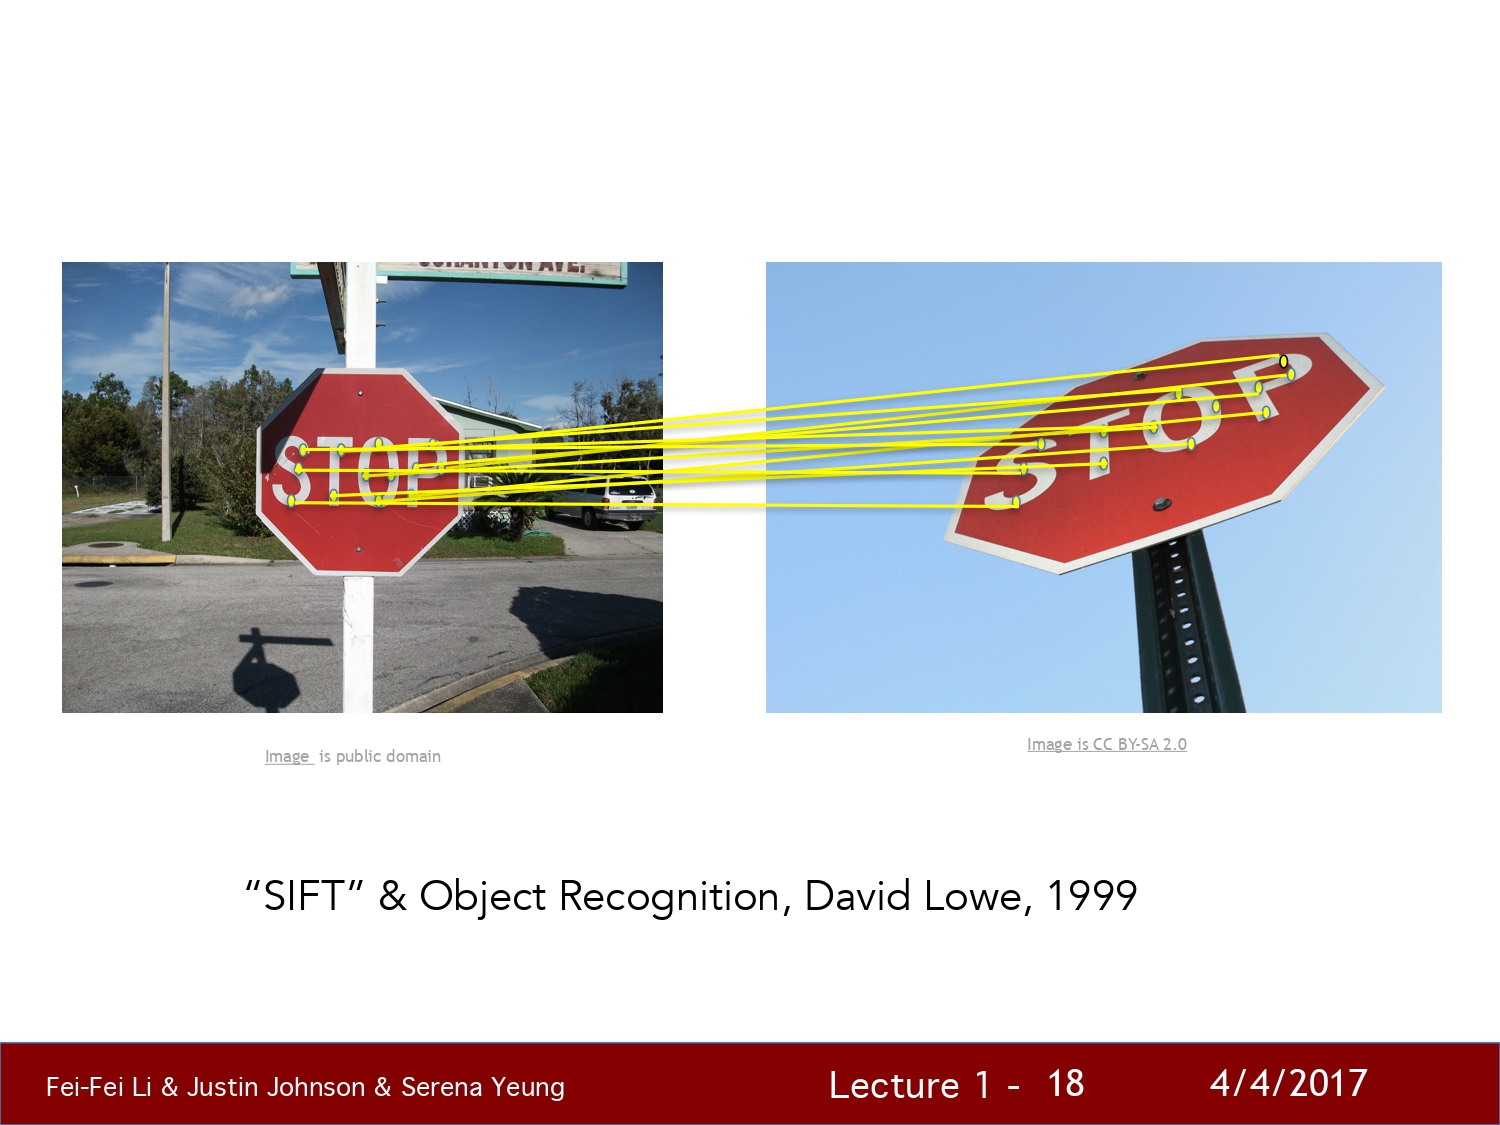 AVE.
STOP
STOP
Image is public domain
Image is CC BY-SA 2.0
“SIFT” & Object Recognition, David Lowe, 1999
Fei-Fei Li & Justin Johnson & Serena Yeung
Lecture 1 - 18
4/4/2017